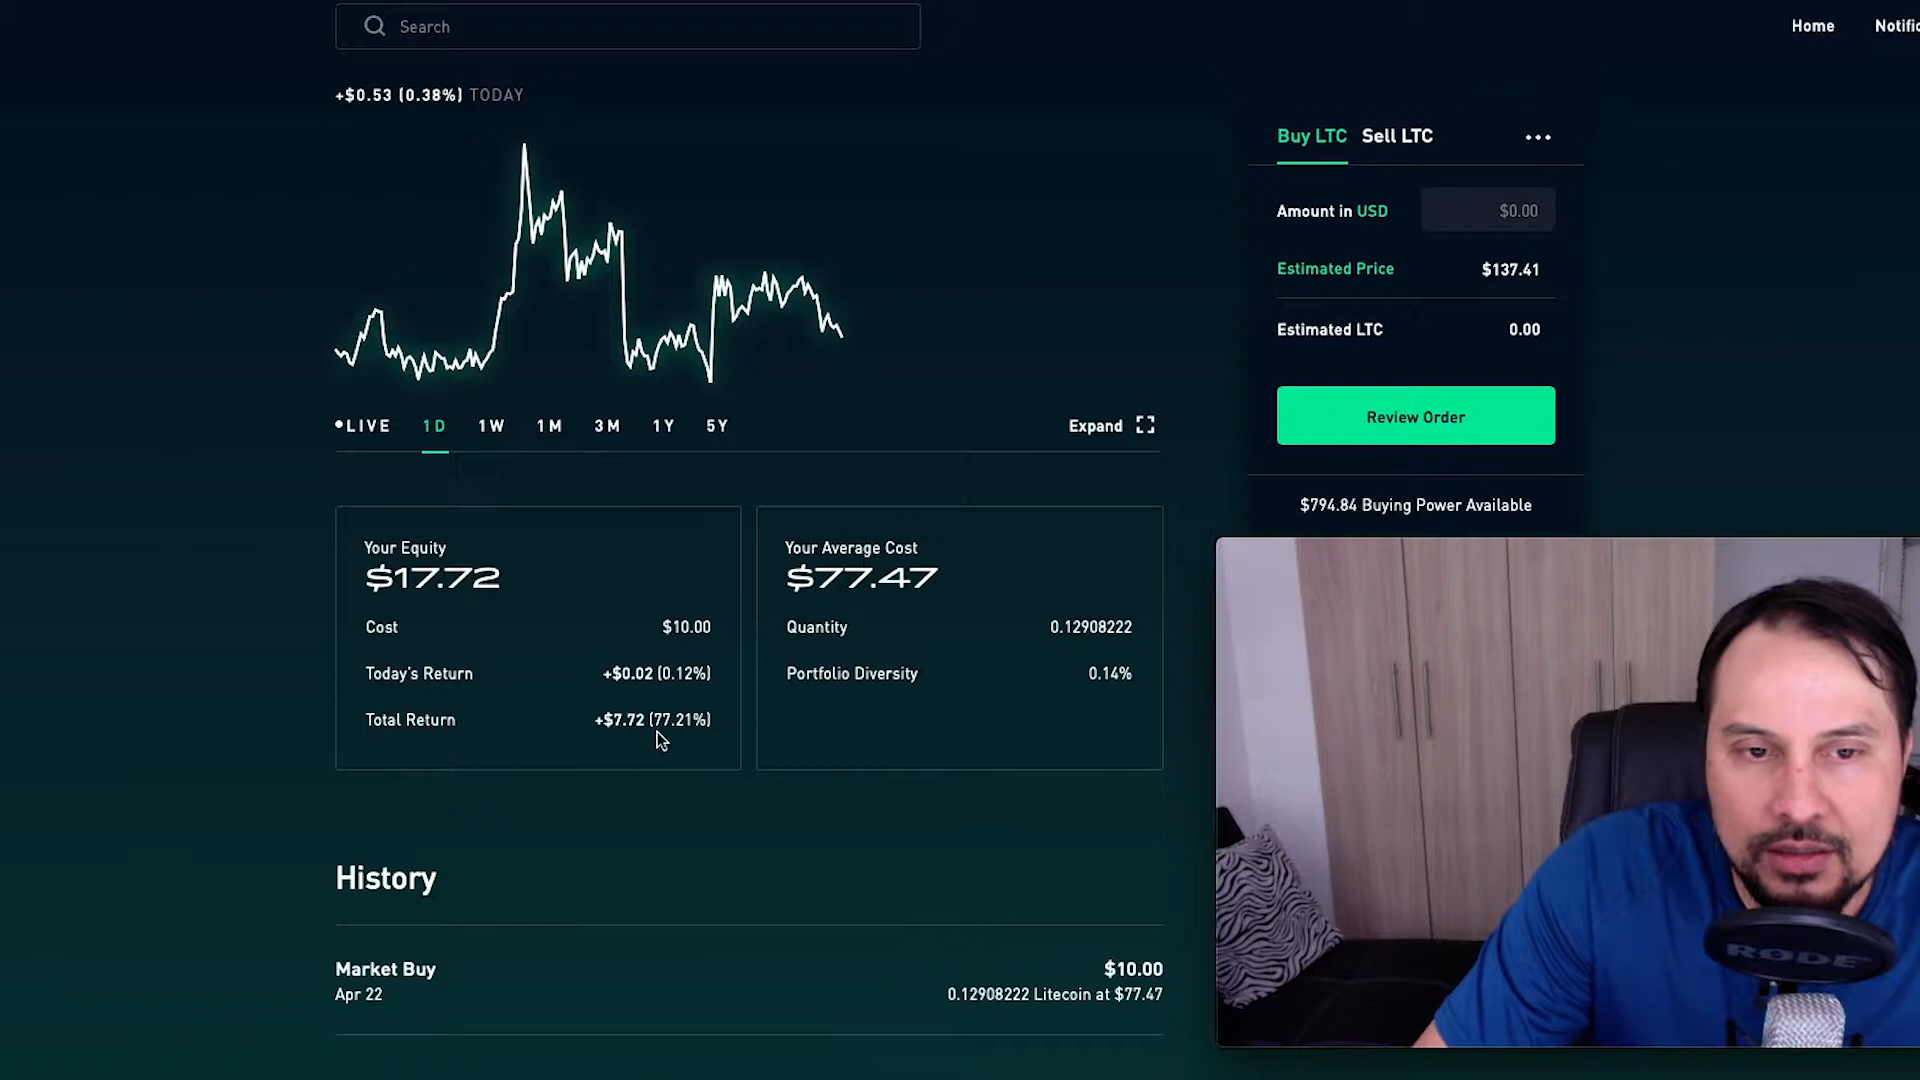 Search
Home
Notific
+$0.53 (0.38%) TODAY
Buy LTC Sell LTC
Amount in USD $0.00
Estimated Price $137.41
Estimated LTC 0.00
Review Order
$794.84 Buying Power Available
LIVE 1D 1W 1M 3M 1Y 5Y Expand
Your Equity
$17.72
Cost $10.00
Today's Return +$0.02 (0.12%)
Total Return +$7.72 (77.21%)
Your Average Cost
$77.47
Quantity 0.12908222
Portfolio Diversity 0.14%
History
Market Buy $10.00
Apr 22 0.12908222 Litecoin at $77.47
RØDE